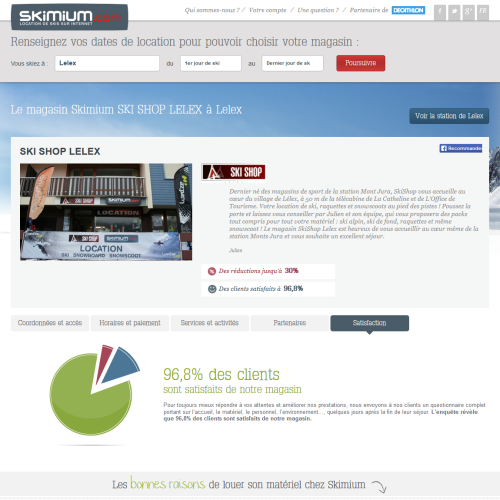 SKIMIUM.com
LOCATION DE SKIS SUR INTERNET
Qui sommes-nous ? / Votre compte / Une question ? / Partenaire de DECATHLON
Renseignez vos dates de location pour pouvoir choisir votre magasin :
Vous skiez à : Lelex du 1er jour de ski au Dernier jour de sk Poursuivre
Le magasin Skimium SKI SHOP LELEX à Lelex
Voir la station de Lelex
SKI SHOP LELEX
Recommander
SKI SHOP
SKI SHOP SKIMIUM
LOCATION
SKI SNOWBOARD SNOWSCOOT
SKI SHOP
Dernier né des magasins de sport de la station Mont Jura, SkiShop vous accueille au
cœur du village de Lélex, à 50 m de la télécabine de La Catheline et de L'Office de
Tourisme. Votre location de ski, raquettes et snowscoots au pied des pistes ! Poussez la
porte et laissez vous conseiller par Julien et son équipe, qui vous proposera des packs
tout compris pour tout votre matériel : ski alpin, ski de fond, raquettes et même
snowscoot ! Le magasin SkiShop Lelex est heureux de vous accueillir au cœur même de la
station Monts-Jura et vous souhaite un excellent séjour.
Julien
Des réductions jusqu'à 30%
Des clients satisfaits à 96,8%
Coordonnées et accès
Horaires et paiement
Services et activités
Partenaires
Satisfaction
96,8% des clients
sont satisfaits de notre magasin
Pour toujours mieux répondre à vos attentes et améliorer nos prestations, nous envoyons à nos clients un questionnaire complet
portant sur l'accueil, le matériel, le personnel, l'environnement..., quelques jours après la fin de leur séjour. L'enquête révèle
que 96,8% des clients sont satisfaits de notre magasin.
Les bonnes raisons de louer son matériel chez Skimium